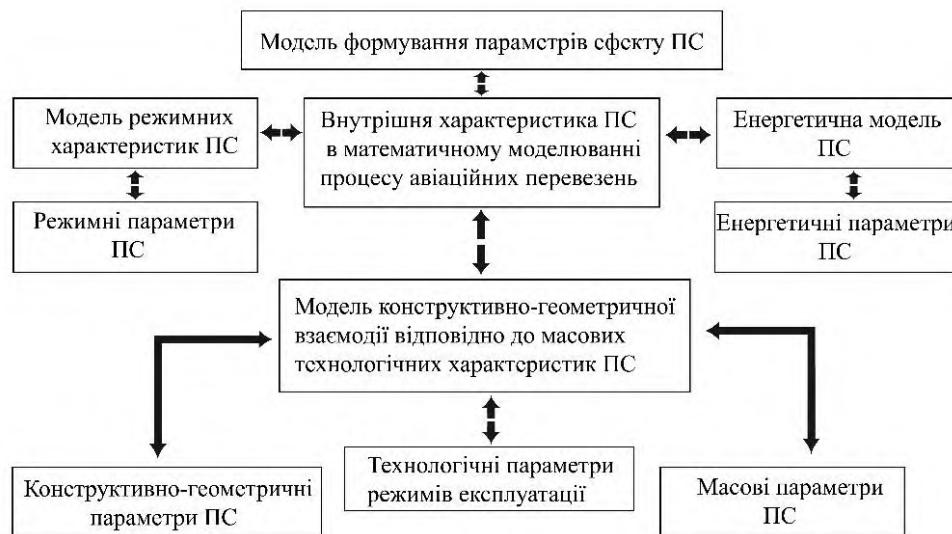 Модель формування параметрів ефекту ПС
Модель режимних
характеристик ПС
Внутрішня характеристика ПС
в математичному моделюванні
процесу авіаційних перевезень
Енергетична модель
ПС
Режимні параметри
ПС
Енергетичні параметри
ПС
Модель конструктивно-геометричної
взаємодії відповідно до масових
технологічних характеристик ПС
Конструктивно-геометричні
параметри ПС
Технологічні параметри
режимів експлуатації
Масові параметри
ПС